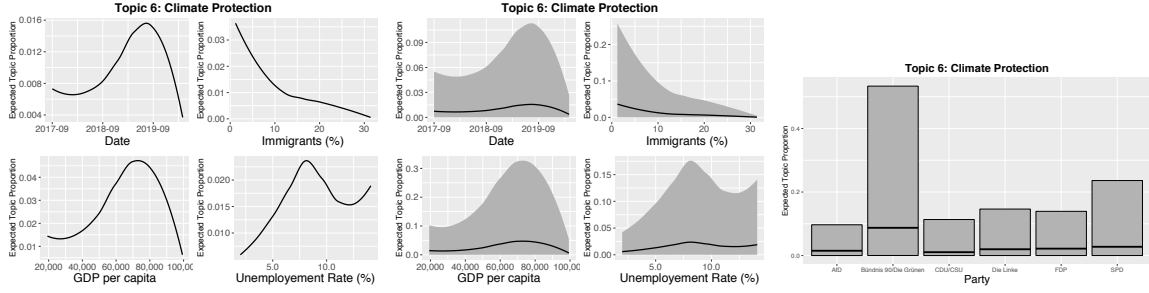 Topic 6: Climate Protection
Expected Topic Proportion
0.016
0.012
0.008
0.004
2017-09 2018-09 2019-09
Date
Expected Topic Proportion
0.03
0.02
0.01
0.00
0 10 20 30
Immigrants (%)
Expected Topic Proportion
0.04
0.03
0.02
0.01
20,000 40,000 60,000 80,000 100,00
GDP per capita
Expected Topic Proportion
0.020
0.015
0.010
5.0 10.0
Unemployement Rate (%)
Topic 6: Climate Protection
Expected Topic Proportion
0.09
0.06
0.03
0.00
2017-09 2018-09 2019-09
Date
Expected Topic Proportion
0.2
0.1
0.0
0 10 20 30
Immigrants (%)
Expected Topic Proportion
0.3
0.2
0.1
0.0
20,000 40,000 60,000 80,000 100,0
GDP per capita
Expected Topic Proportion
0.15
0.10
0.05
0.00
5.0 10.0
Unemployement Rate (%)
Topic 6: Climate Protection
Expected Topic Proportion
0.4
0.2
0.0
AfD Bündnis 90/Die Grünen CDU/CSU Die Linke FDP SPD
Party